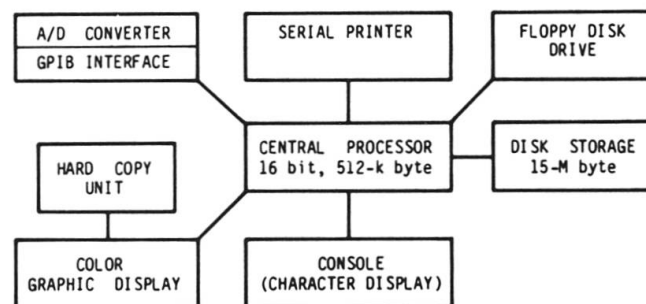 A/D CONVERTER
GPIB INTERFACE
SERIAL PRINTER
FLOPPY DISK
DRIVE
CENTRAL PROCESSOR
16 bit, 512-k byte
DISK STORAGE
15-M byte
HARD COPY
UNIT
COLOR
GRAPHIC DISPLAY
CONSOLE
(CHARACTER DISPLAY)